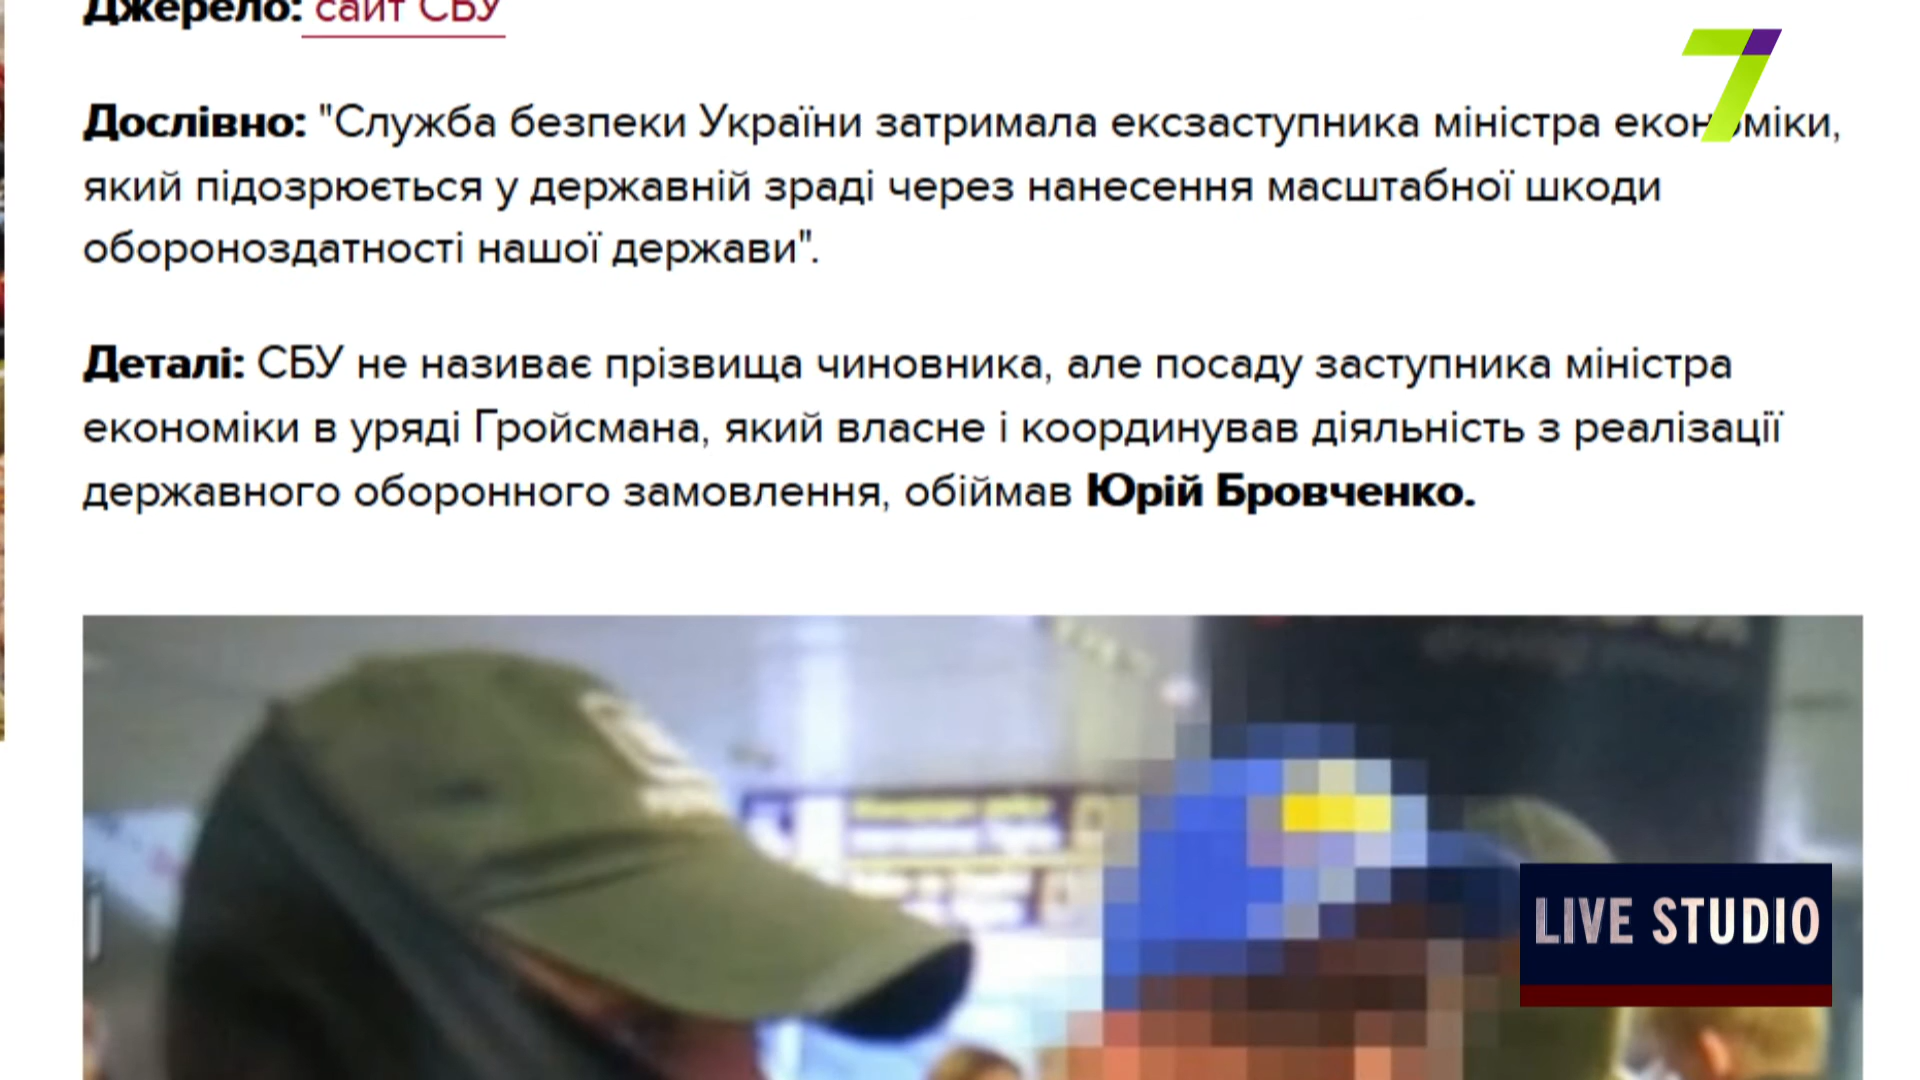 Джерело: сайт СБУ
7
Дослівно: "Служба безпеки України затримала ексзаступника міністра економіки,
який підозрюється у державній зраді через нанесення масштабної шкоди
обороноздатності нашої держави".
Деталі: СБУ не називає прізвища чиновника, але посаду заступника міністра
економіки в уряді Гройсмана, який власне і координував діяльність з реалізації
державного оборонного замовлення, обіймав Юрій Бровченко.
LIVE STUDIO